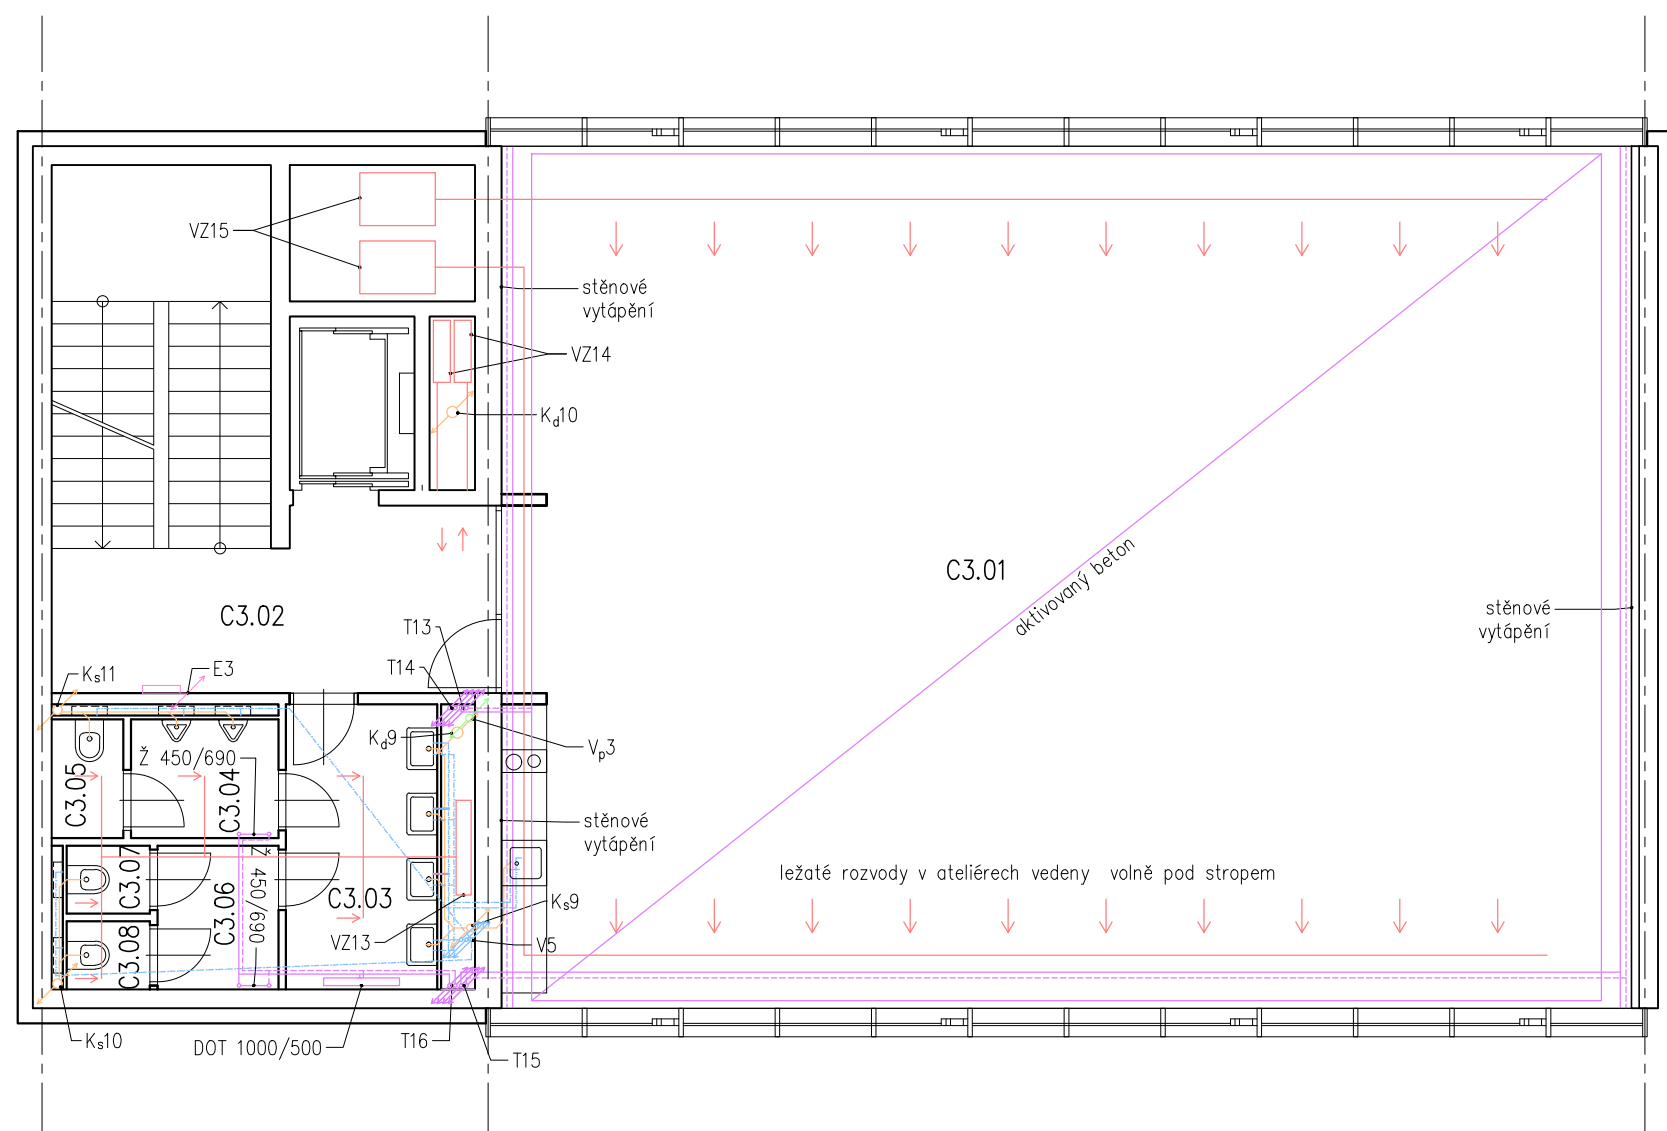 VZ15
stěnové
vytápění
VZ14
Kd10
C3.01
aktivovaný beton
stěnové
vytápění
C3.02
T13
T14
E3
Ks11
Kd9
Vp3
Ž 450/690
C3.05
C3.04
stěnové
vytápění
ležaté rozvody v ateliérech vedeny volně pod stropem
C3.07
C3.06
Ž 450/690
C3.03
Ks9
C3.08
VZ13
V5
Ks10
DOT 1000/500
T16
T15